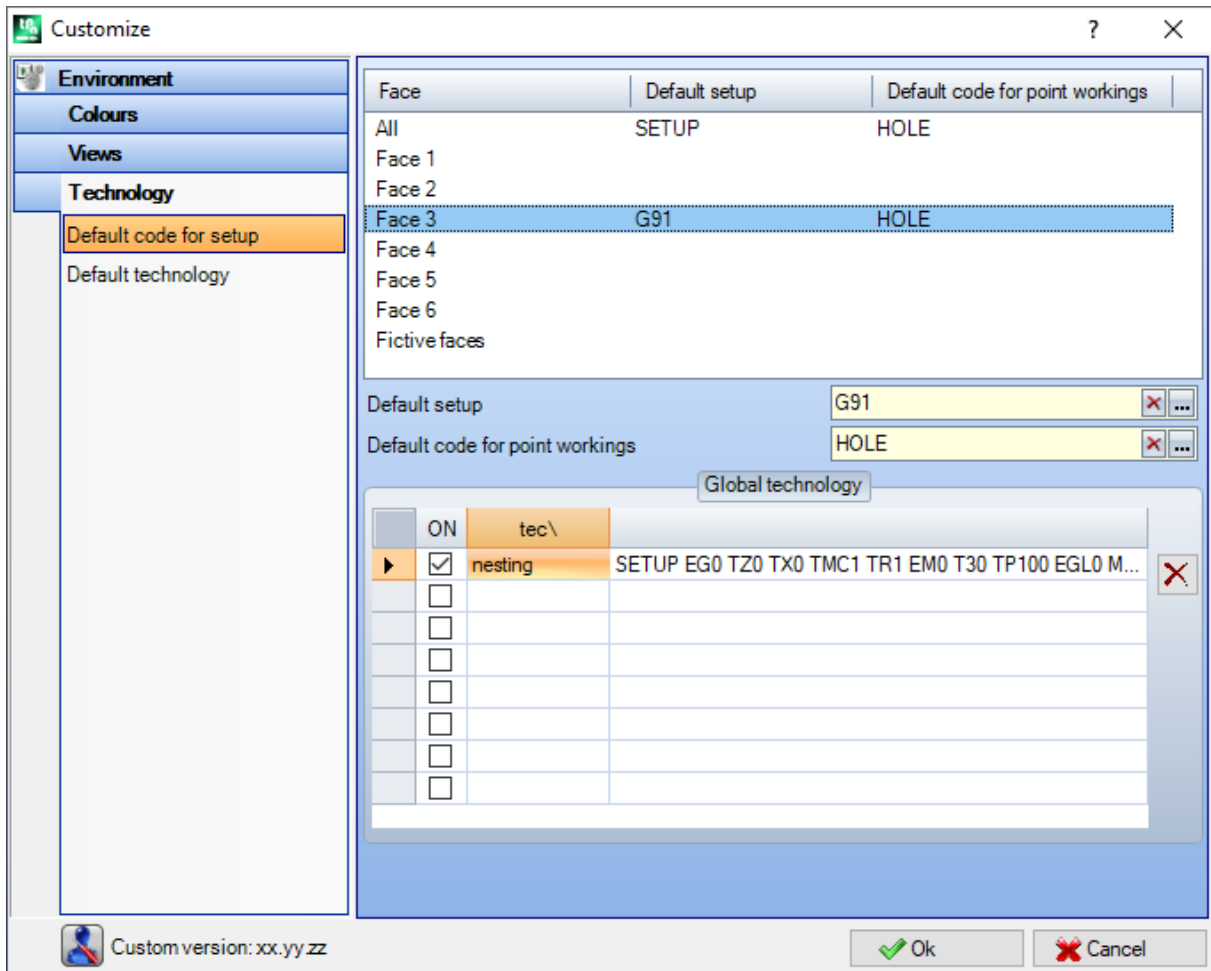 Customize
?
Environment
Colours
Views
Technology
Default code for setup
Default technology
Face Default setup Default code for point workings
All SETUP HOLE
Face 1
Face 2
Face 3 G91 HOLE
Face 4
Face 5
Face 6
Fictive faces
Default setup G91 ...
Default code for point workings HOLE ...
Global technology
ON tec\
nesting SETUP EG0 TZ0 TX0 TMC1 TR1 EM0 T30 TP100 EGL0 M...
Custom version: xx.yy.zz
Ok
Cancel